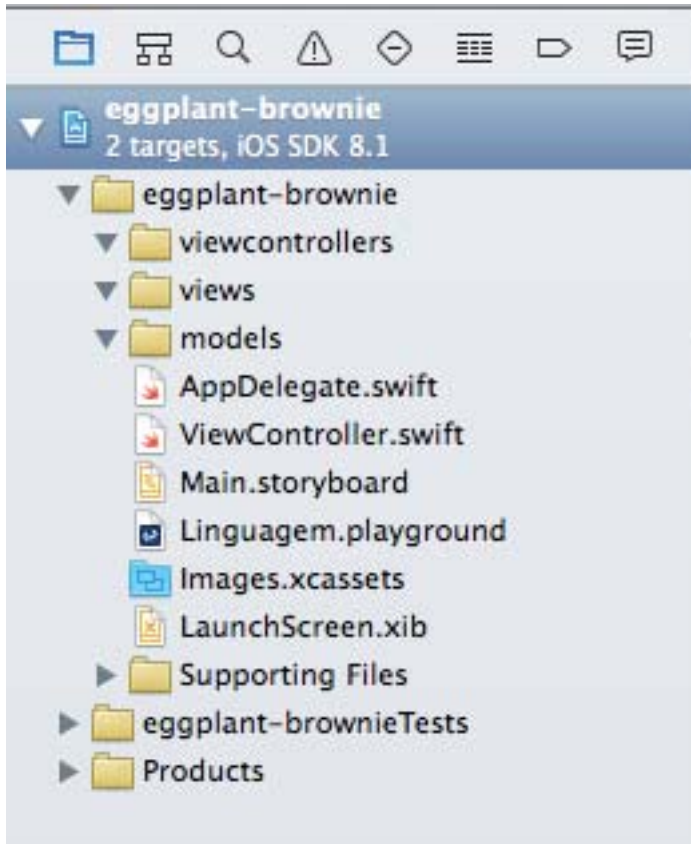 eggplant-brownie
2 targets, iOS SDK 8.1
eggplant-brownie
viewcontrollers
views
models
AppDelegate.swift
ViewController.swift
Main.storyboard
Linguagem.playground
Images.xcassets
LaunchScreen.xib
Supporting Files
eggplant-brownieTests
Products